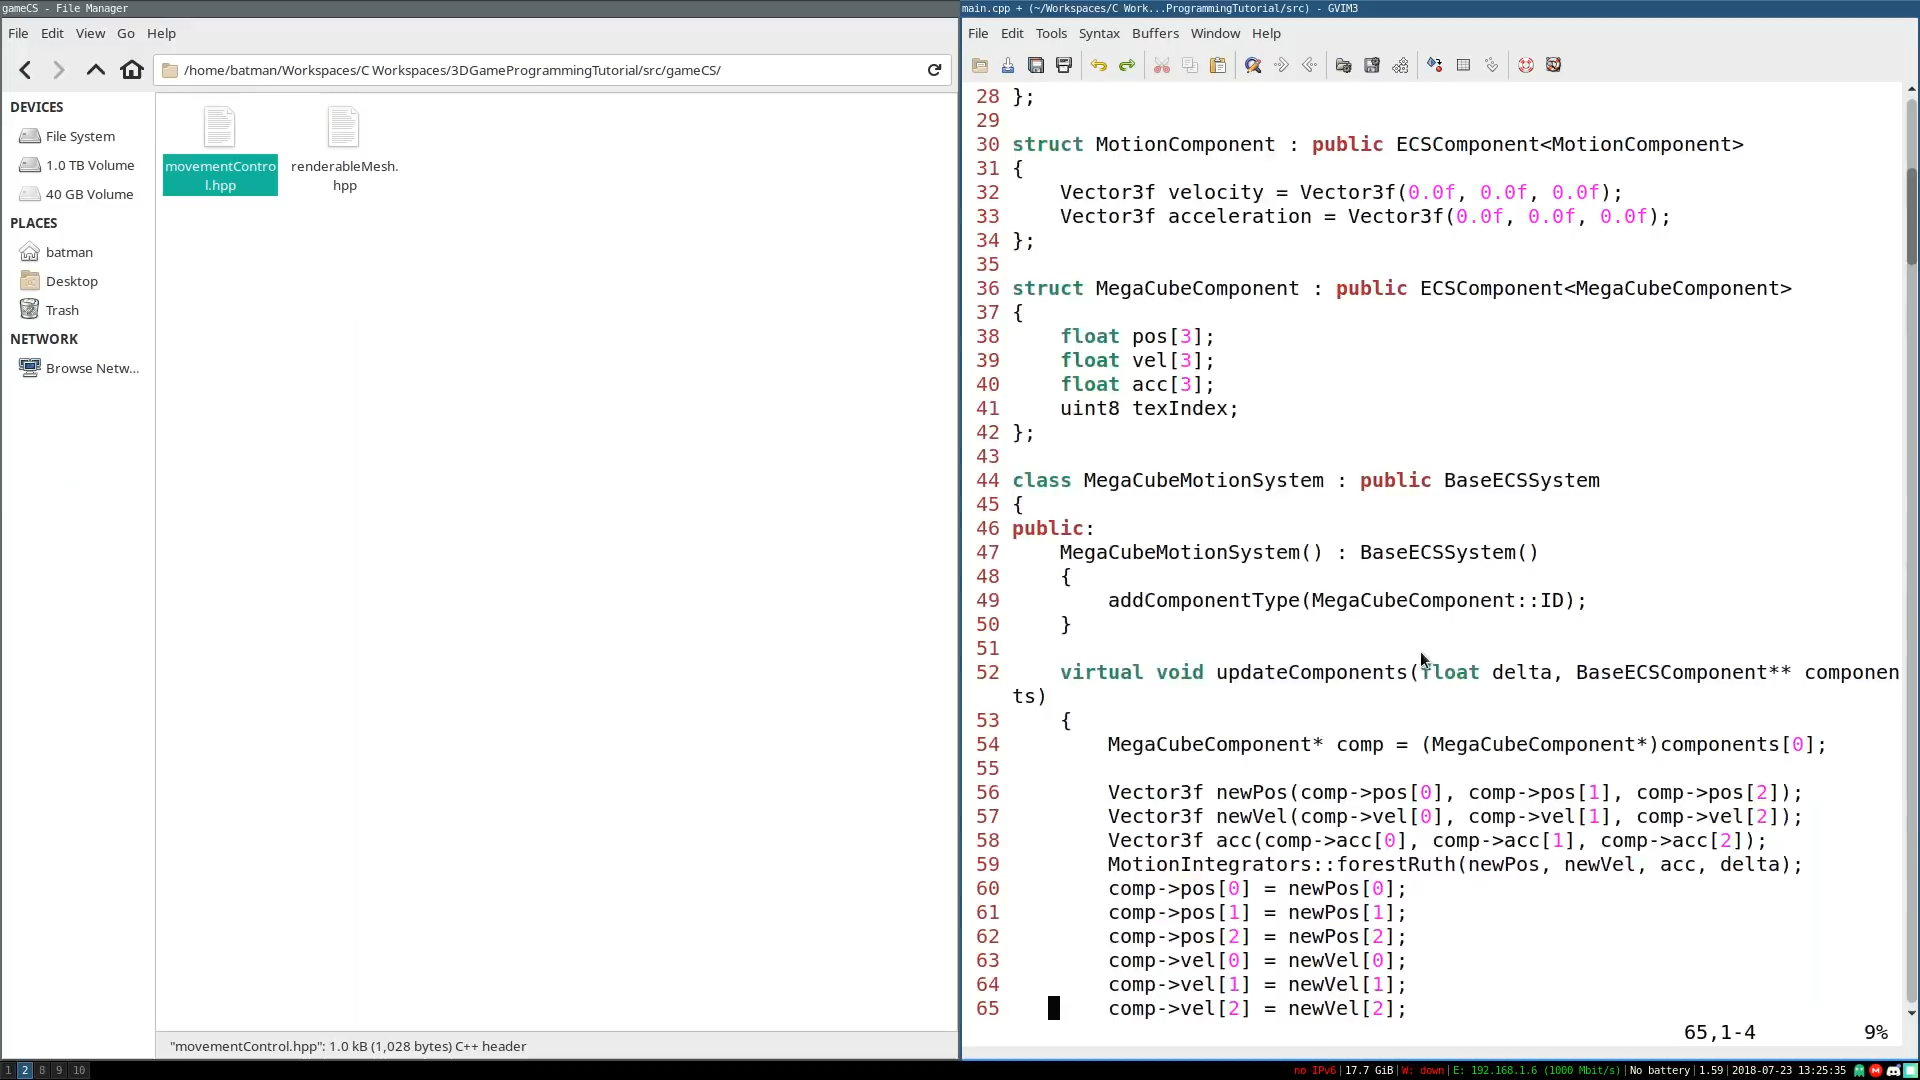 gameCS - File Manager
File Edit View Go Help
/home/batman/Workspaces/C Workspaces/3DGameProgrammingTutorial/src/gameCS/
DEVICES
File System
1.0 TB Volume
40 GB Volume
PLACES
batman
Desktop
Trash
NETWORK
Browse Netw...
movementContro
l.hpp
renderableMesh.
hpp
"movementControl.hpp": 1.0 kB (1,028 bytes) C++ header
main.cpp + (~/Workspaces/C Work...ProgrammingTutorial/src) - GVIM3
File Edit Tools Syntax Buffers Window Help
28 };
29
30 struct MotionComponent : public ECSComponent<MotionComponent>
31 {
32     Vector3f velocity = Vector3f(0.0f, 0.0f, 0.0f);
33     Vector3f acceleration = Vector3f(0.0f, 0.0f, 0.0f);
34 };
35
36 struct MegaCubeComponent : public ECSComponent<MegaCubeComponent>
37 {
38     float pos[3];
39     float vel[3];
40     float acc[3];
41     uint8 texIndex;
42 };
43
44 class MegaCubeMotionSystem : public BaseECSSystem
45 {
46 public:
47     MegaCubeMotionSystem() : BaseECSSystem()
48     {
49         addComponentType(MegaCubeComponent::ID);
50     }
51
52     virtual void updateComponents(float delta, BaseECSComponent** componen
ts)
53     {
54         MegaCubeComponent* comp = (MegaCubeComponent*)components[0];
55
56         Vector3f newPos(comp->pos[0], comp->pos[1], comp->pos[2]);
57         Vector3f newVel(comp->vel[0], comp->vel[1], comp->vel[2]);
58         Vector3f acc(comp->acc[0], comp->acc[1], comp->acc[2]);
59         MotionIntegrators::forestRuth(newPos, newVel, acc, delta);
60         comp->pos[0] = newPos[0];
61         comp->pos[1] = newPos[1];
62         comp->pos[2] = newPos[2];
63         comp->vel[0] = newVel[0];
64         comp->vel[1] = newVel[1];
65         comp->vel[2] = newVel[2];
65,1-4 9%
1 2 8 9 10
no IPv6|17.7 GiB|W: down|E: 192.168.1.6 (1000 Mbit/s)|No battery|1.59|2018-07-23 13:25:35